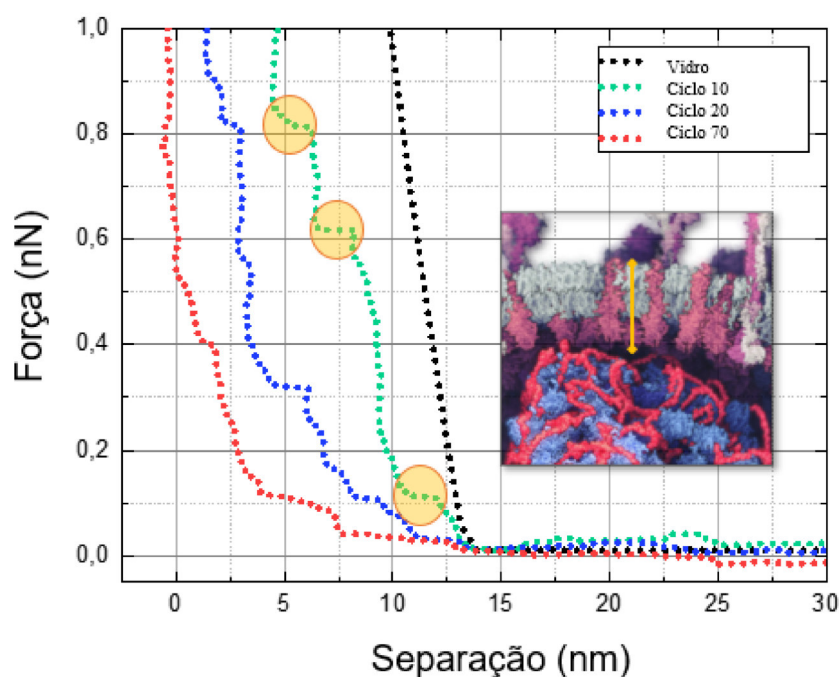 1,0
0,8
0,6
0,4
0,2
0,0
Força (nN)
Vidro
Ciclo 10
Ciclo 20
Ciclo 70
0
5
10
15
20
25
30
Separação (nm)